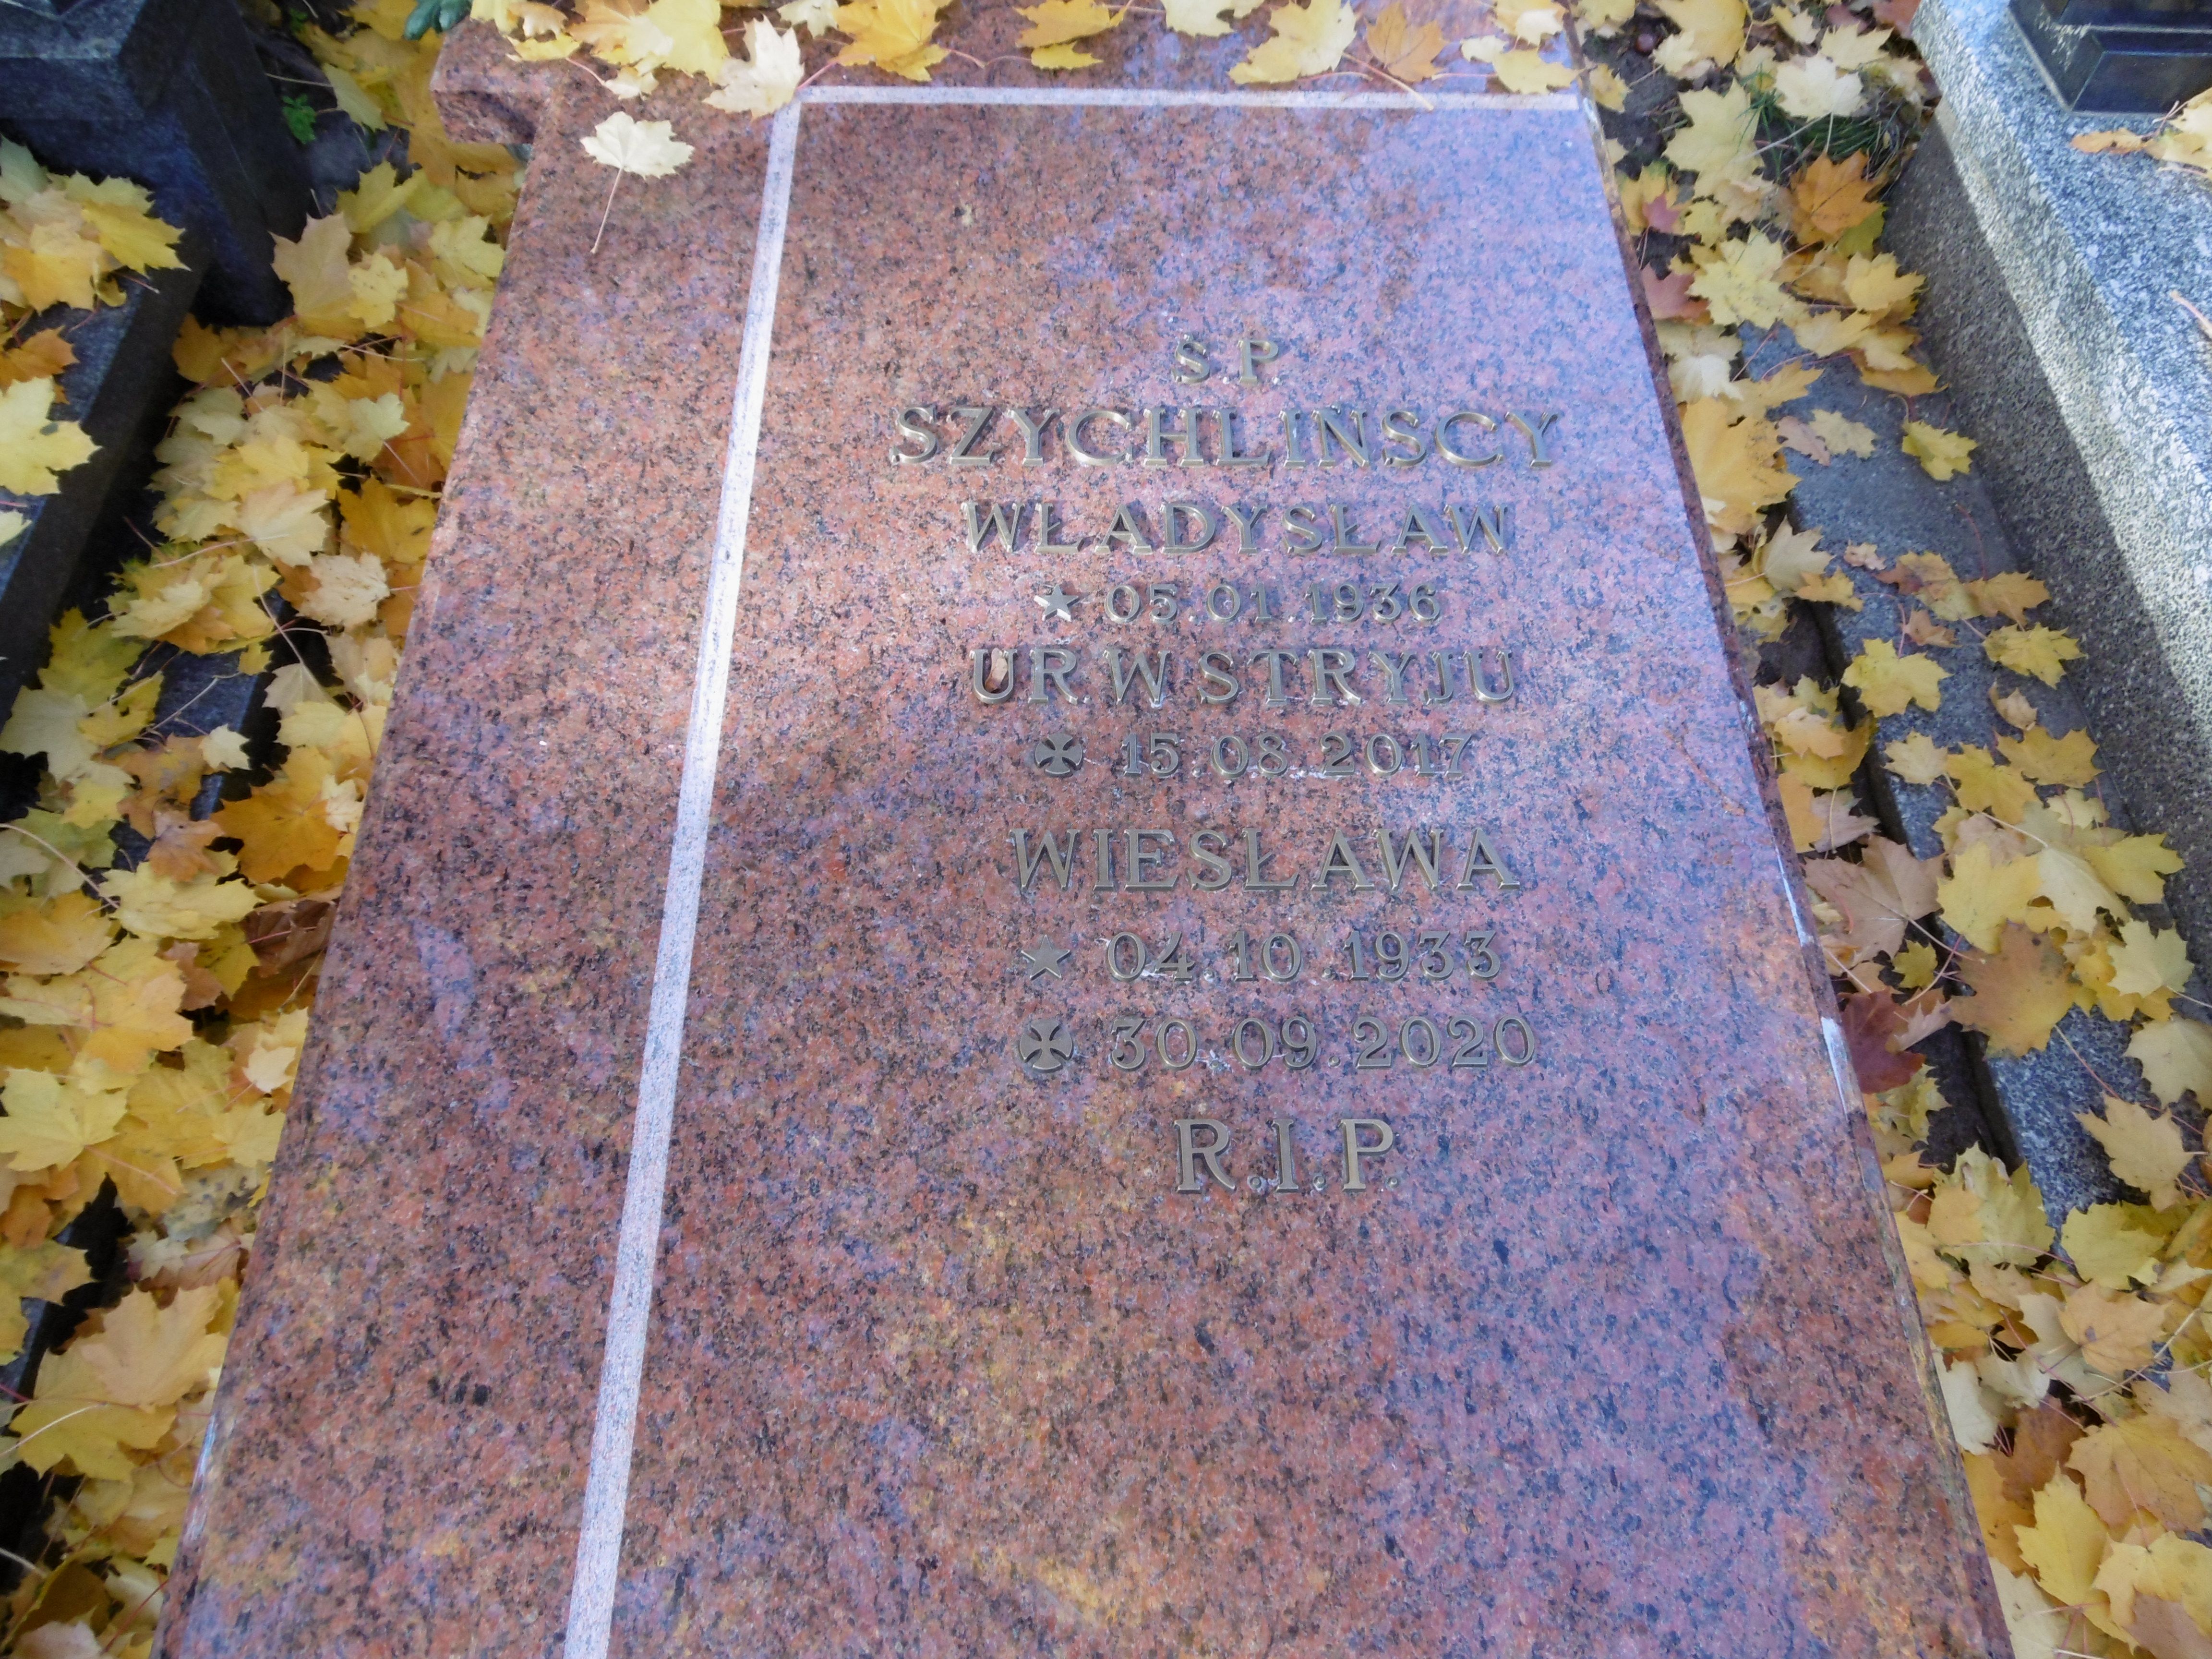 Ś P
SZYCHLIŃSCY
WŁADYSŁAW
★ 05.01.1936
UR W STRYJU
✠ 15.08.2017
WIESŁAWA
★ 04.10.1933
✠ 30.09.2020
R.I.P.